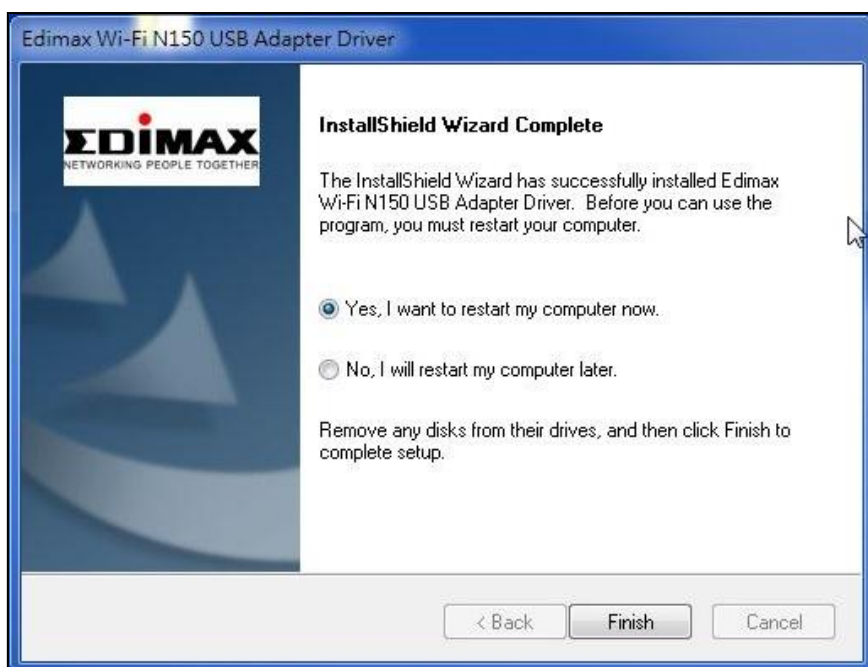 Edimax Wi-Fi N150 USB Adapter Driver
EDIMAX
NETWORKING PEOPLE TOGETHER
InstallShield Wizard Complete
The InstallShield Wizard has successfully installed Edimax
Wi-Fi N150 USB Adapter Driver. Before you can use the
program, you must restart your computer.
Yes, I want to restart my computer now.
No, I will restart my computer later.
Remove any disks from their drives, and then click Finish to
complete setup.
< Back Finish Cancel